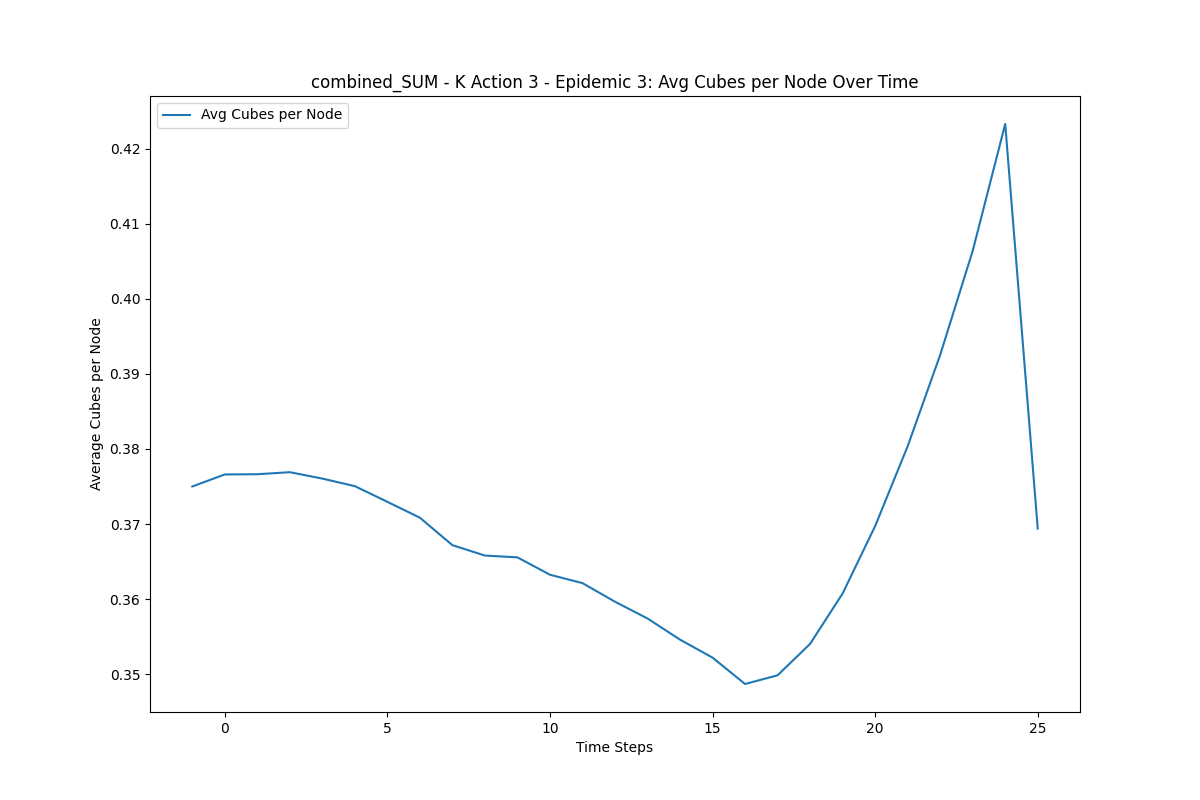 combined_SUM - K Action 3 - Epidemic 3: Avg Cubes per Node Over Time
Avg Cubes per Node
Average Cubes per Node
0.42
0.41
0.40
0.39
0.38
0.37
0.36
0.35
0 5 10 15 20 25
Time Steps